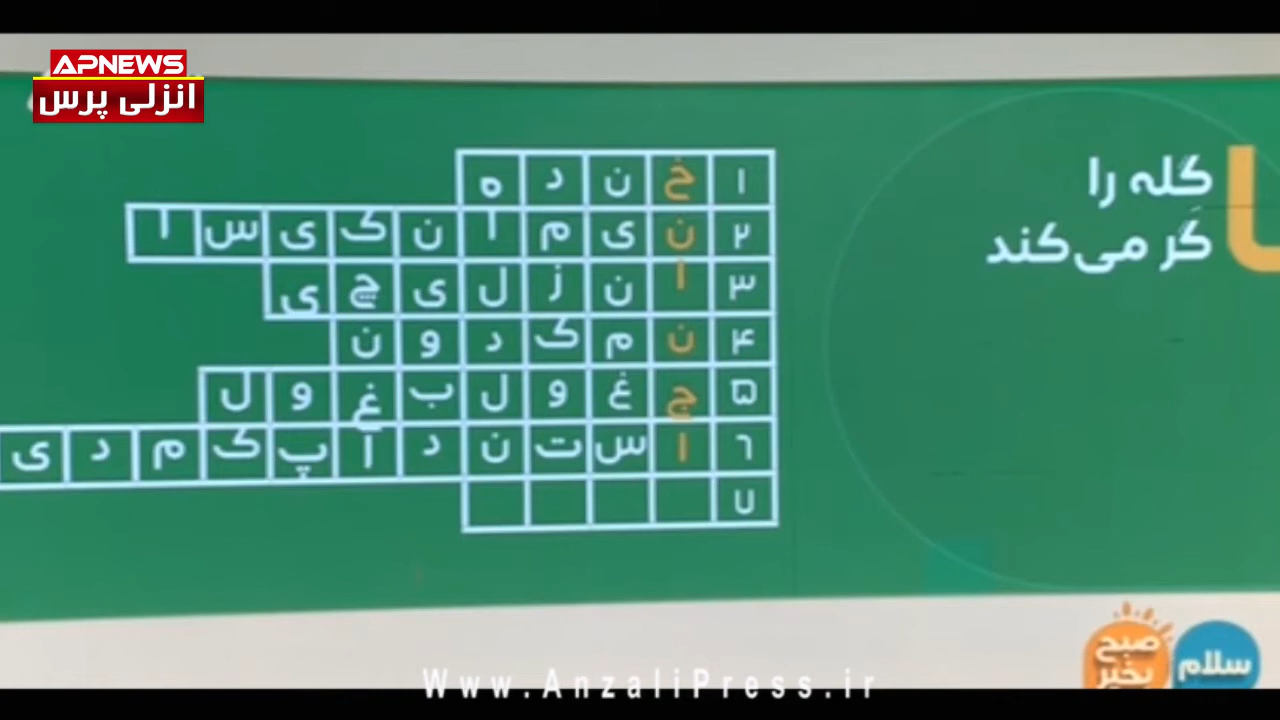 APNEWS
انزلی پرس
گله را
گَر می‌کند
۱ خ ن د ه
۲ ن ی م ا ن ک ی س ا
۳ ا ن ز ل ی چ ی
۴ ن م ک د و ن
۵ ج غ و ل ب غ و ل
۶ ا س ت ن د آ پ ک م د ی
۷
سلام
صبح
بخیر
Www.AnzaliPress.ir